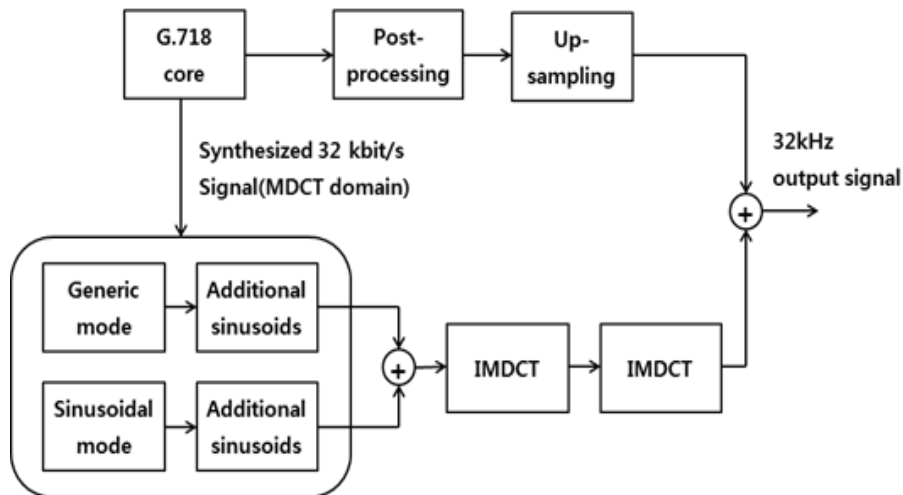 G.718
core
Post-
processing
Up-
sampling
Synthesized 32 kbit/s
Signal(MDCT domain)
32kHz
output signal
+
Generic
mode
Additional
sinusoids
+
IMDCT
IMDCT
Sinusoidal
mode
Additional
sinusoids